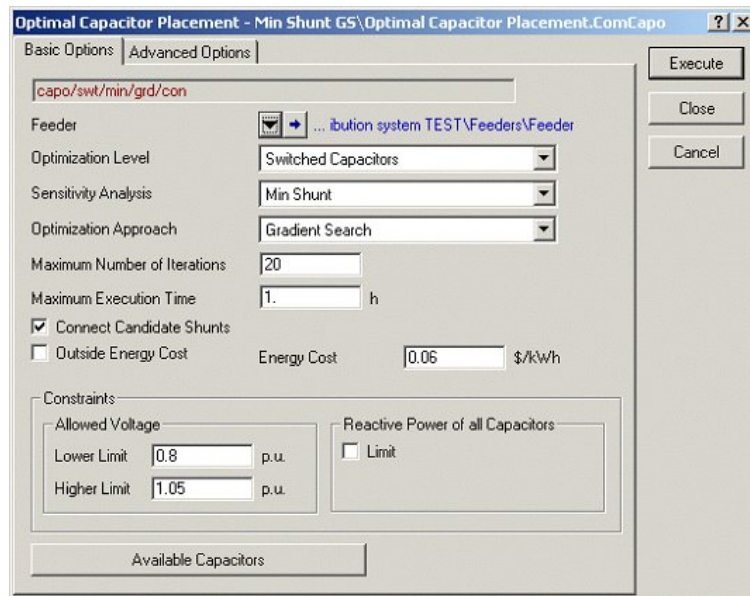 Optimal Capacitor Placement - Min Shunt GS\Optimal Capacitor Placement.ComCapo
Basic Options Advanced Options
Execute
capo/swt/min/grd/con
Close
Feeder ... ibution system TEST\Feeders\Feeder
Optimization Level Switched Capacitors
Cancel
Sensitivity Analysis Min Shunt
Optimization Approach Gradient Search
Maximum Number of Iterations 20
Maximum Execution Time 1. h
Connect Candidate Shunts
Outside Energy Cost Energy Cost 0.06 $/kWh
Constraints
Allowed Voltage Reactive Power of all Capacitors
Lower Limit 0.8 p.u. Limit
Higher Limit 1.05 p.u.
Available Capacitors